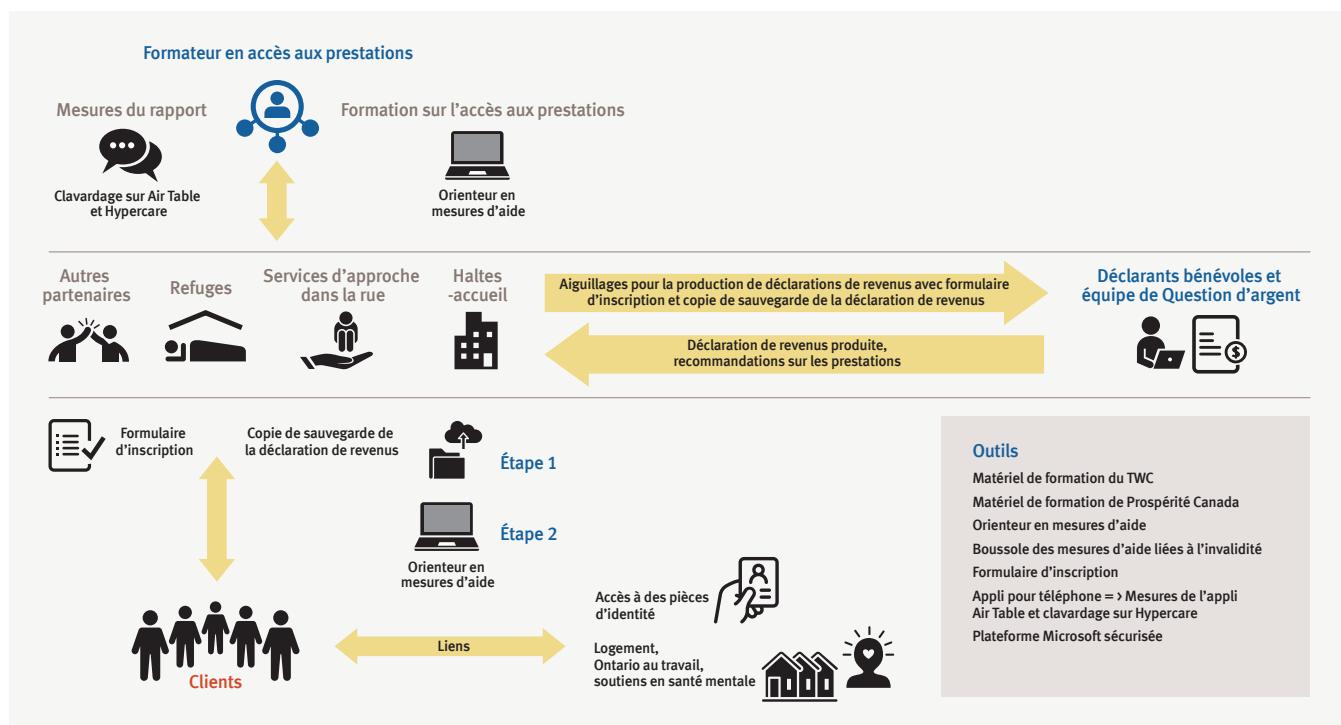 Formateur en accès aux prestations
Mesures du rapport
Formation sur l'accès aux prestations
Clavardage sur Air Table
et Hypercare
Orienteur en
mesures d'aide
Autres
partenaires
Refuges
Services d'approche
dans la rue
Haltes
-accueil
Aiguillages pour la production de déclarations de revenus avec formulaire
d'inscription et copie de sauvegarde de la déclaration de revenus
Déclaration de revenus produite,
recommandations sur les prestations
Déclarants bénévoles et
équipe de Question d'argent
Formulaire
d'inscription
Copie de sauvegarde de
la déclaration de revenus
Étape 1
Étape 2
Orienteur en
mesures d'aide
Clients
Liens
Accès à des pièces
d'identité
Logement,
Ontario au travail,
soutiens en santé mentale
Outils
Matériel de formation du TWC
Matériel de formation de Prospérité Canada
Orienteur en mesures d'aide
Boussole des mesures d'aide liées à l'invalidité
Formulaire d'inscription
Appli pour téléphone = > Mesures de l'appli
Air Table et clavardage sur Hypercare
Plateforme Microsoft sécurisée